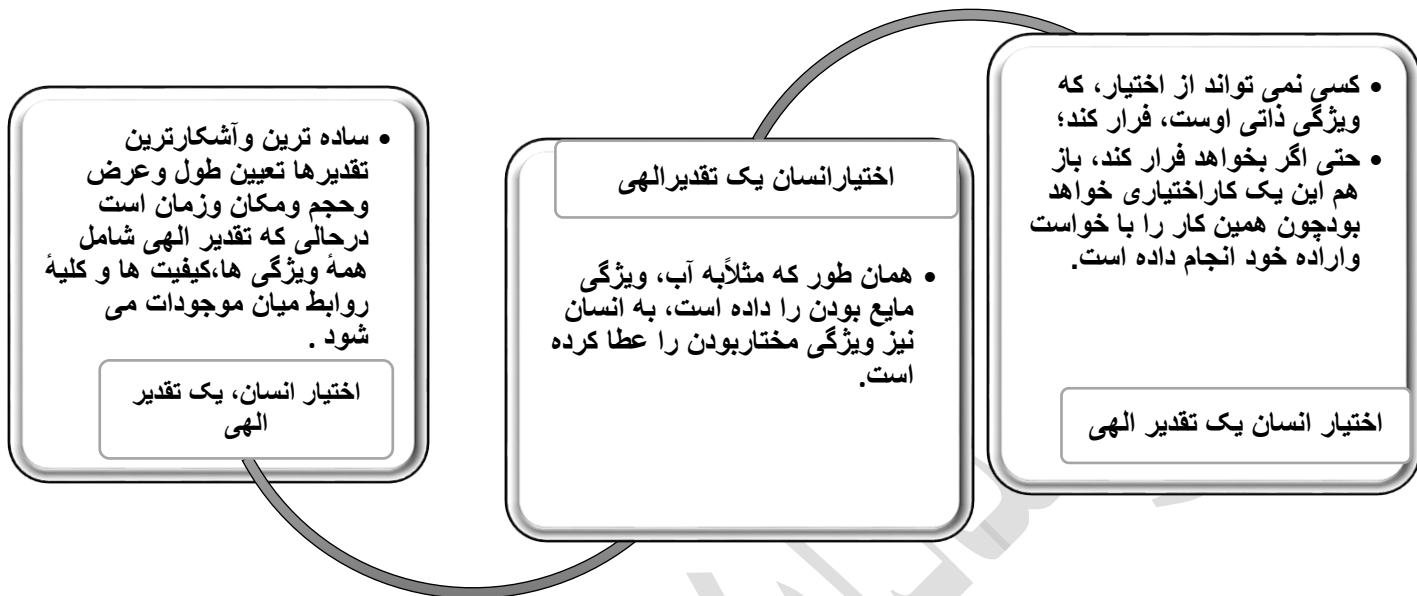 کسی نمی تواند از اختیار، که
ویژگی ذاتی اوست، فرار کند؛
حتی اگر بخواهد فرار کند، باز
هم این یک کاراختیاری خواهد
بودچون همین کار را با خواست
واراده خود انجام داده است.
اختیار انسان یک تقدیر الهی
اختیارانسان یک تقدیرالهی
همان طور که مثلاًبه آب، ویژگی
مایع بودن را داده است، به انسان
نیز ویژگی مختاربودن را عطا کرده
است.
ساده ترین وآشکارترین
تقدیرها تعیین طول وعرض
وحجم ومکان وزمان است
درحالی که تقدیر الهی شامل
همهٔ ویژگی ها،کیفیت ها و کلیهٔ
روابط میان موجودات می
شود .
اختیار انسان، یک تقدیر
الهی